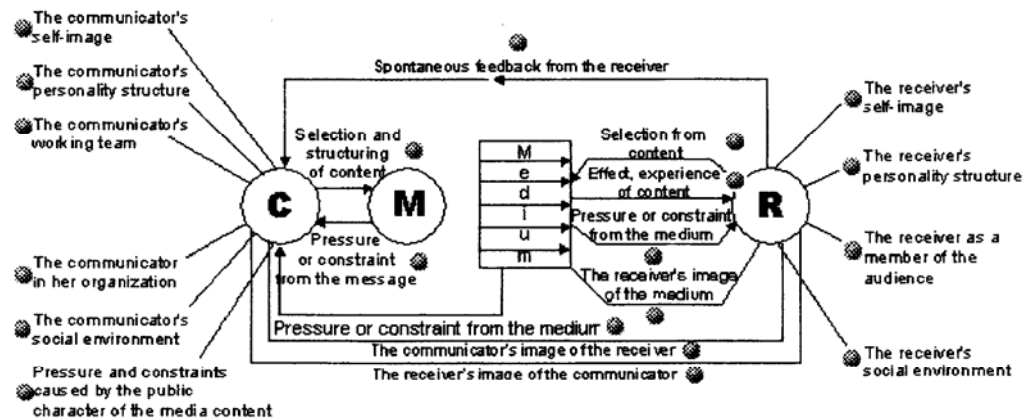 The communicator's
self-image
The communicator's
personality structure
The communicator's
working team
The communicator
in her organization
The communicator's
social environment
Pressure and constraints
caused by the public
character of the media content
Spontaneous feedback from the receiver
Selection and
structuring
of content
C
M
Pressure
or constraint
from the message
M
e
d
i
u
m
Selection from
content
Effect, experience
of content
Pressure or constraint
from the medium
The receiver's image
of the medium
R
Pressure or constraint from the medium
The communicator's image of the receiver
The receiver's image of the communicator
The receiver's
self-image
The receiver's
personality structure
The receiver as a
member of the
audience
The receiver's
social environment